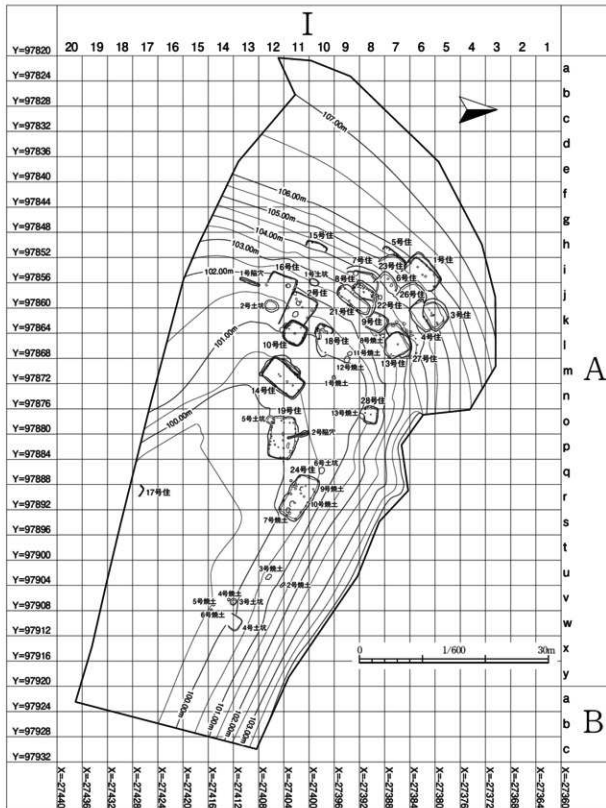 I
20 19 18 17 16 15 14 13 12 11 10 9 8 7 6 5 4 3 2 1
Y=97820
Y=97824
Y=97828
Y=97832
Y=97836
Y=97840
Y=97844
Y=97848
Y=97852
Y=97856
Y=97860
Y=97864
Y=97868
Y=97872
Y=97876
Y=97880
Y=97884
Y=97888
Y=97892
Y=97896
Y=97900
Y=97904
Y=97908
Y=97912
Y=97916
Y=97920
Y=97924
Y=97928
Y=97932
a
b
c
d
e
f
g
h
i
j
k
l
m
n
o
p
q
r
s
t
u
v
w
x
y
a
b
c
A
B
107.00m
106.00m
105.00m
104.00m
103.00m
102.00m
101.00m
100.00m
15号住
5号住
1号住
7号住
23号住
16号住
1号土坑
8号住
6号住
1号陥穴
2号住
26号住
22号住
2号土坑
21号住
3号住
9号住
4号住
10号住
18号住
8号焼土
11号焼土
13号住
27号住
12号焼土
14号住
1号焼土
28号住
19号住
13号焼土
5号土坑
2号陥穴
6号土坑
24号住
9号焼土
17号住
10号焼土
7号焼土
3号焼土
2号焼土
4号焼土
5号焼土
3号土坑
6号焼土
4号土坑
0 1/600 30m
100.00m
101.00m
102.00m
103.00m
X=-27440
X=-27436
X=-27432
X=-27428
X=-27424
X=-27420
X=-27416
X=-27412
X=-27408
X=-27404
X=-27400
X=-27396
X=-27392
X=-27388
X=-27384
X=-27380
X=-27376
X=-27372
X=-27368
X=-27364
X=-27360